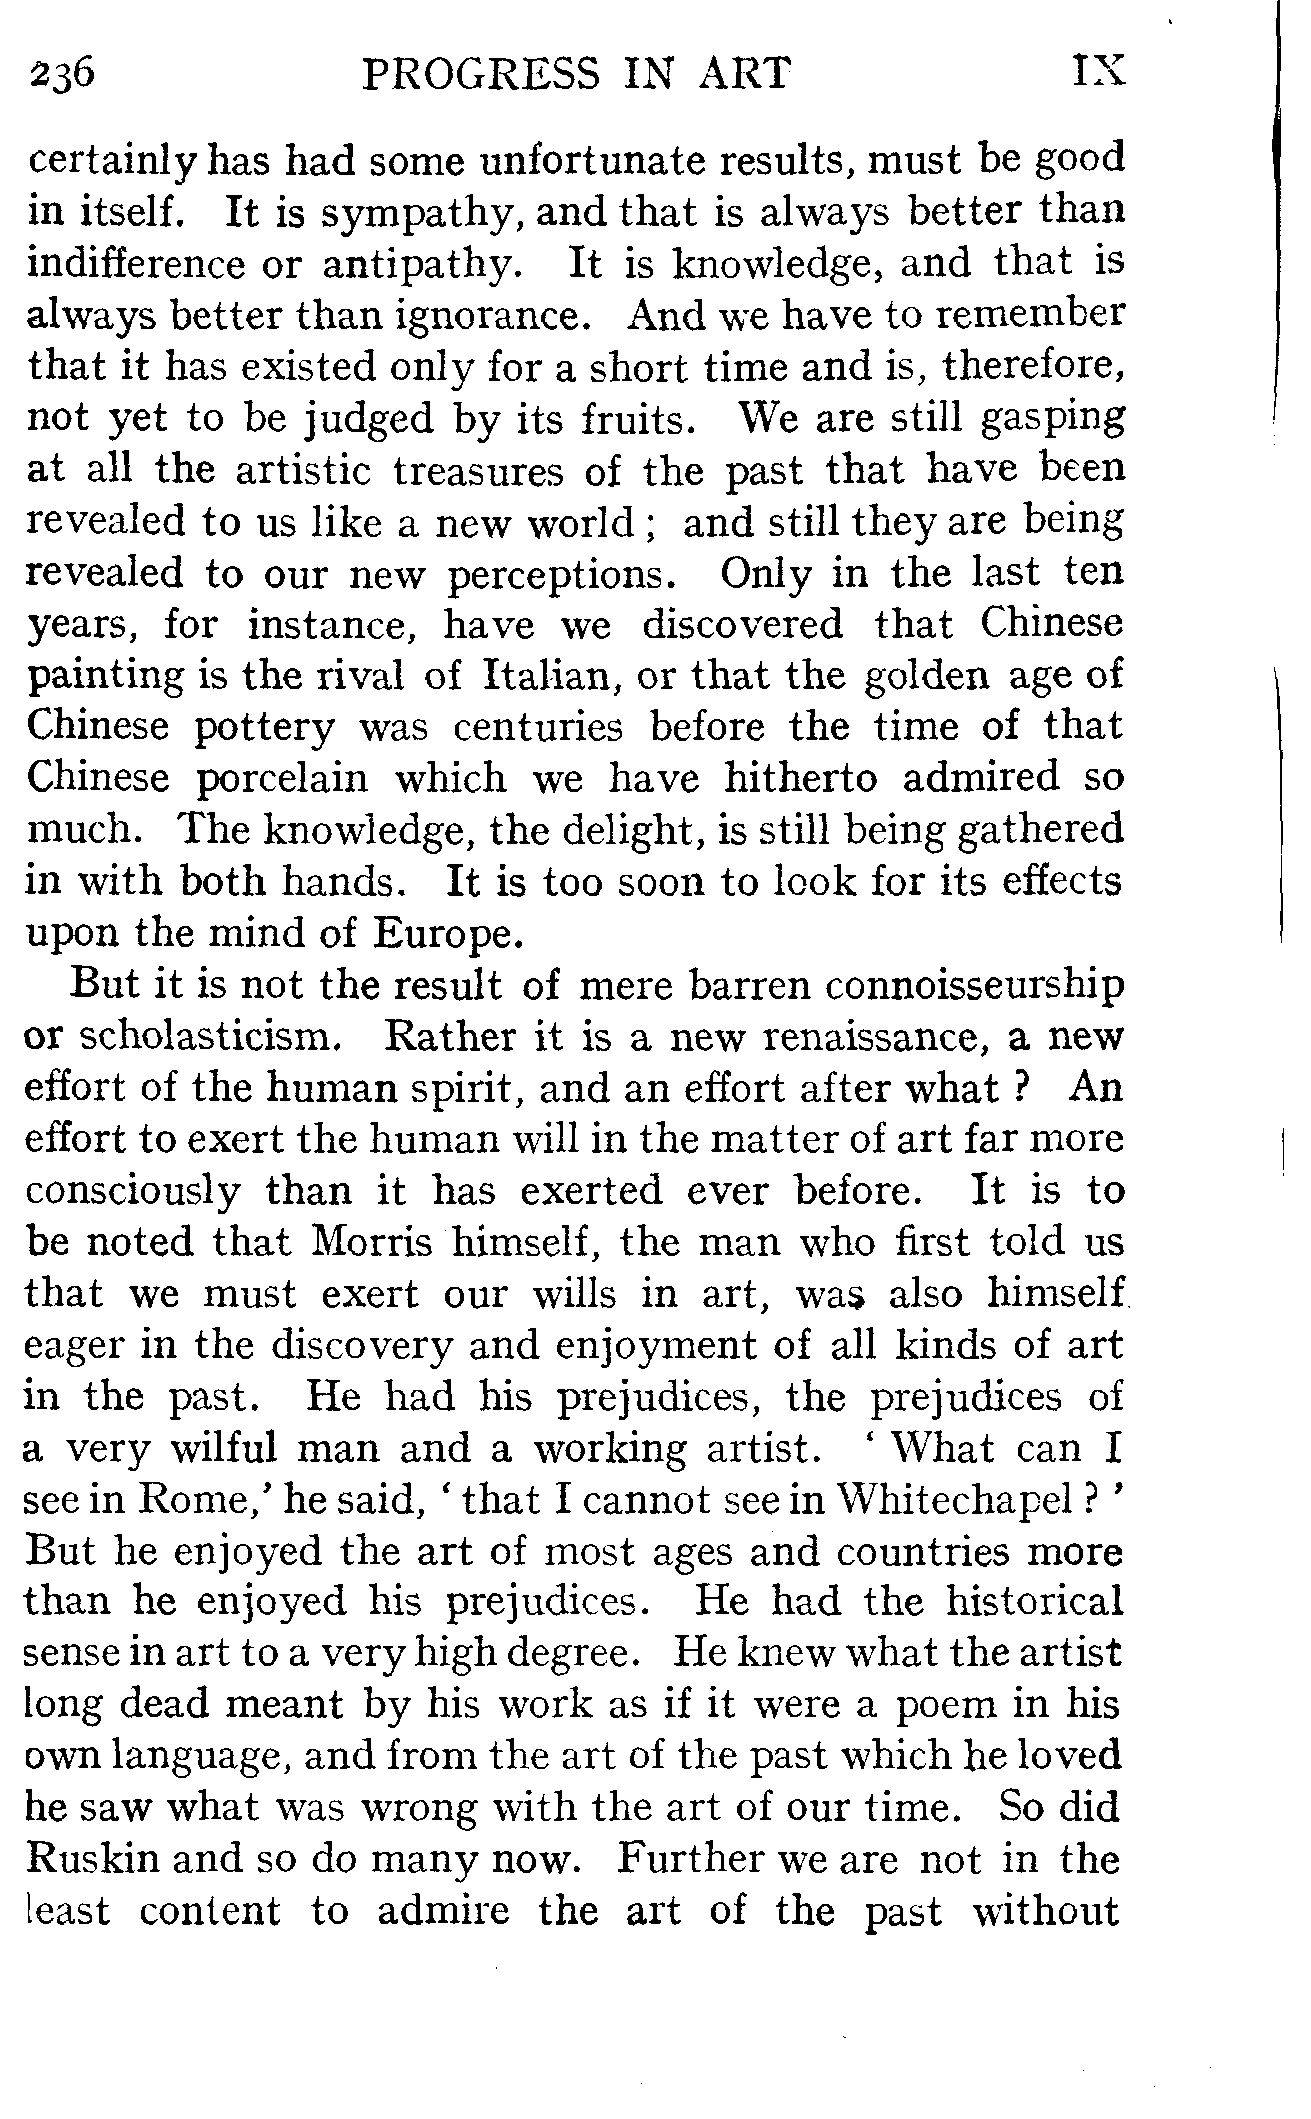 236 PROGRESS IN ART IX
certainly has had some unfortunate results, must be good
in itself. It is sympathy, and that is always better than
indifference or antipathy. It is knowledge, and that is
always better than ignorance. And we have to remember
that it has existed only for a short time and is, therefore,
not yet to be judged by its fruits. We are still gasping
at all the artistic treasures of the past that have been
revealed to us like a new world ; and still they are being
revealed to our new perceptions. Only in the last ten
years, for instance, have we discovered that Chinese
painting is the rival of Italian, or that the golden age of
Chinese pottery was centuries before the time of that
Chinese porcelain which we have hitherto admired so
much. The knowledge, the delight, is still being gathered
in with both hands. It is too soon to look for its effects
upon the mind of Europe.
But it is not the result of mere barren connoisseurship
or scholasticism. Rather it is a new renaissance, a new
effort of the human spirit, and an effort after what ? An
effort to exert the human will in the matter of art far more
consciously than it has exerted ever before. It is to
be noted that Morris himself, the man who first told us
that we must exert our wills in art, was also himself
eager in the discovery and enjoyment of all kinds of art
in the past. He had his prejudices, the prejudices of
a very wilful man and a working artist. ‘ What can I
see in Rome,’ he said, ‘ that I cannot see in Whitechapel ? ’
But he enjoyed the art of most ages and countries more
than he enjoyed his prejudices. He had the historical
sense in art to a very high degree. He knew what the artist
long dead meant by his work as if it were a poem in his
own language, and from the art of the past which he loved
he saw what was wrong with the art of our time. So did
Ruskin and so do many now. Further we are not in the
least content to admire the art of the past without